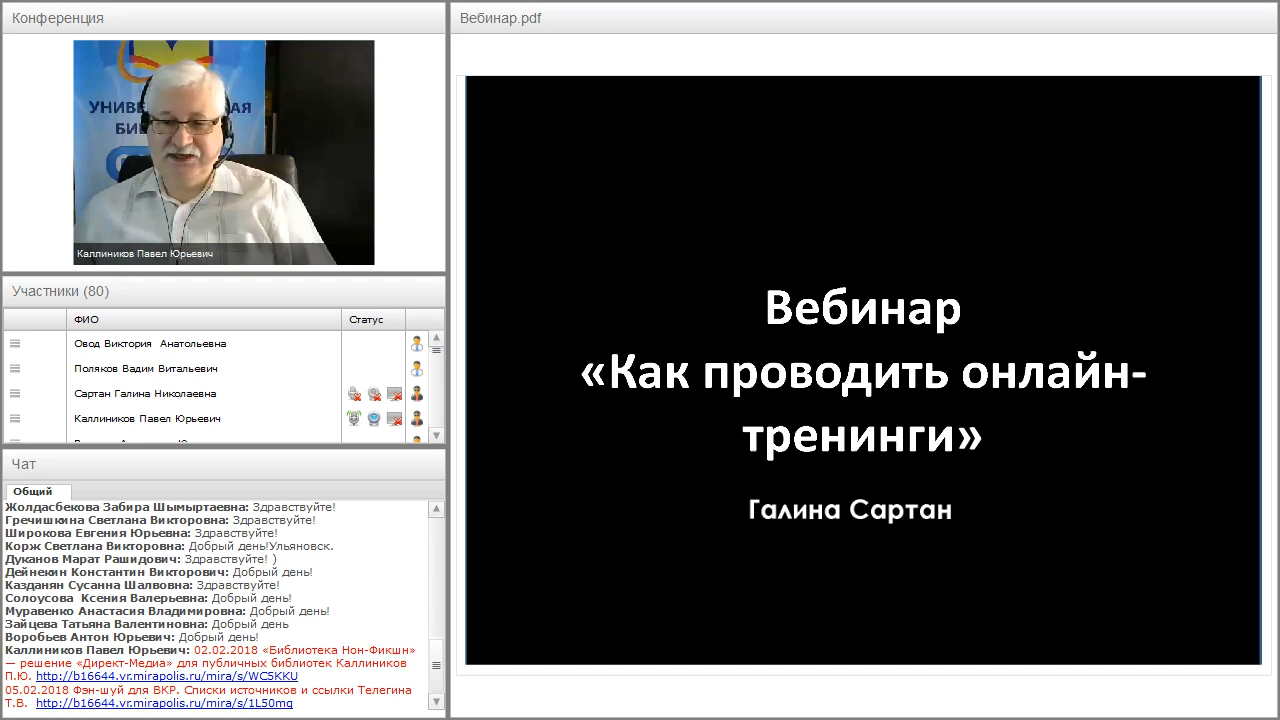 Конференция
УНИВЕ
АЯ
БИ
Каллиников Павел Юрьевич
Участники (80)
ФИО
Статус
Овод Виктория Анатольевна
Поляков Вадим Витальевич
Сартан Галина Николаевна
Каллиников Павел Юрьевич
Чат
Общий
Жолдасбекова Забира Шымыртаевна: Здравствуйте!
Гречишкина Светлана Викторовна: Здравствуйте!
Широкова Евгения Юрьевна: Здравствуйте!
Корж Светлана Викторовна: Добрый день!Ульяновск.
Дуканов Марат Рашидович: Здравствуйте! )
Дейнекин Константин Викторович: Добрый день!
Казданян Сусанна Шалвовна: Здравствуйте!
Солоусова Ксения Валерьевна: Добрый день!
Муравенко Анастасия Владимировна: Добрый день!
Зайцева Татьяна Валентиновна: Добрый день
Воробьев Антон Юрьевич: Добрый день!
Каллиников Павел Юрьевич: 02.02.2018 «Библиотека Нон-Фикшн»
— решение «Директ-Медиа» для публичных библиотек Каллиников
П.Ю. http://b16644.vr.mirapolis.ru/mira/s/WC5KKU
05.02.2018 Фэн-шуй для ВКР. Списки источников и ссылки Телегина
Т.В. http://b16644.vr.mirapolis.ru/mira/s/1L50mq
Вебинар.pdf
Вебинар
«Как проводить онлайн-
тренинги»
Галина Сартан